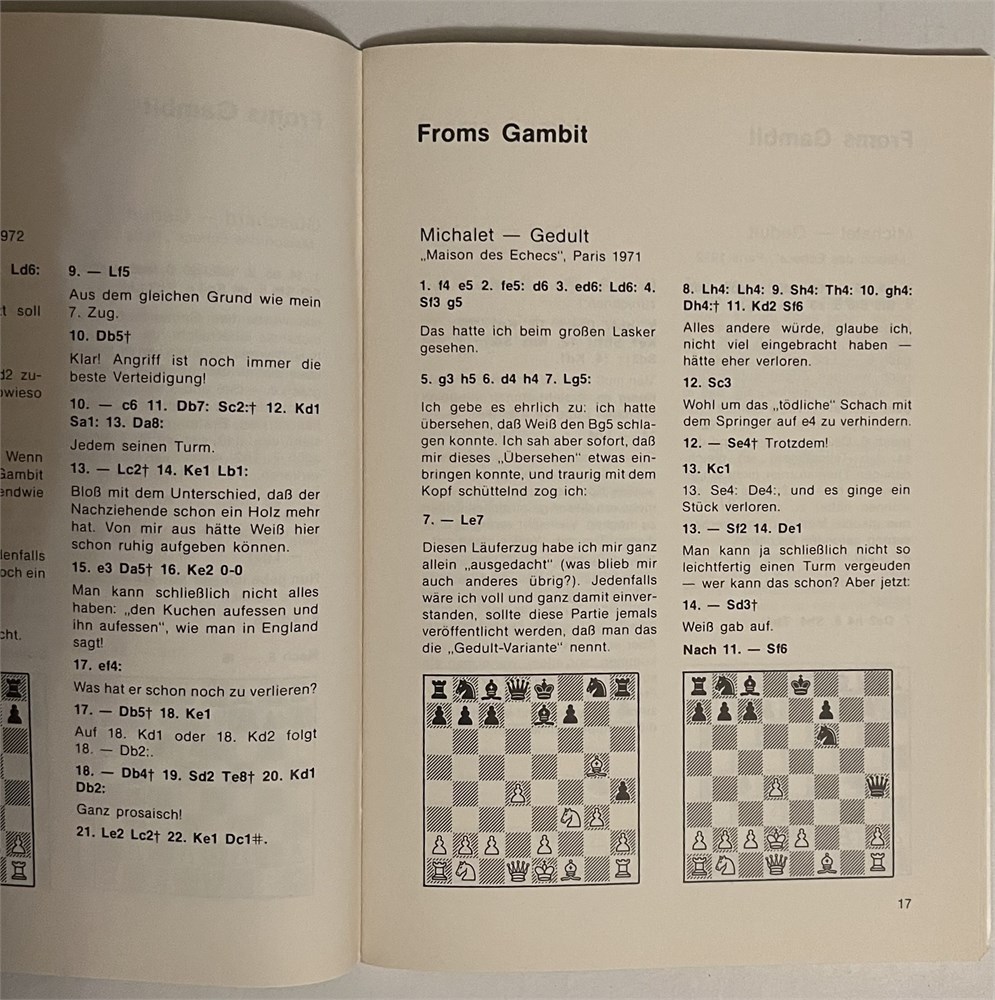 972
Ld6:
soll
d2 zu-
owieso
Wenn
Gambit
endwie
lenfalls
och ein
cht.
9. — Lf5
Aus dem gleichen Grund wie mein
7. Zug.
10. Db5†
Klar! Angriff ist noch immer die
beste Verteidigung!
10. — c6 11. Db7: Sc2:† 12. Kd1
Sa1: 13. Da8:
Jedem seinen Turm.
13. — Lc2† 14. Ke1 Lb1:
Bloß mit dem Unterschied, daß der
Nachziehende schon ein Holz mehr
hat. Von mir aus hätte Weiß hier
schon ruhig aufgeben können.
15. e3 Da5† 16. Ke2 0-0
Man kann schließlich nicht alles
haben: „den Kuchen aufessen und
ihn aufessen“, wie man in England
sagt!
17. ef4:
Was hat er schon noch zu verlieren?
17. — Db5† 18. Ke1
Auf 18. Kd1 oder 18. Kd2 folgt
18. — Db2:.
18. — Db4† 19. Sd2 Te8† 20. Kd1
Db2:
Ganz prosaisch!
21. Le2 Lc2† 22. Ke1 Dc1#.
Froms Gambit
Michalet — Gedult
„Maison des Echecs“, Paris 1971
1. f4 e5 2. fe5: d6 3. ed6: Ld6: 4.
Sf3 g5
Das hatte ich beim großen Lasker
gesehen.
5. g3 h5 6. d4 h4 7. Lg5:
Ich gebe es ehrlich zu: ich hatte
übersehen, daß Weiß den Bg5 schla-
gen konnte. Ich sah aber sofort, daß
mir dieses „Übersehen“ etwas ein-
bringen konnte, und traurig mit dem
Kopf schüttelnd zog ich:
7. — Le7
Diesen Läuferzug habe ich mir ganz
allein „ausgedacht“ (was blieb mir
auch anderes übrig?). Jedenfalls
wäre ich voll und ganz damit einver-
standen, sollte diese Partie jemals
veröffentlicht werden, daß man das
die „Gedult-Variante“ nennt.
8. Lh4: Lh4: 9. Sh4: Th4: 10. gh4:
Dh4:† 11. Kd2 Sf6
Alles andere würde, glaube ich,
nicht viel eingebracht haben —
hätte eher verloren.
12. Sc3
Wohl um das „tödliche“ Schach mit
dem Springer auf e4 zu verhindern.
12. — Se4† Trotzdem!
13. Kc1
13. Se4: De4:, und es ginge ein
Stück verloren.
13. — Sf2 14. De1
Man kann ja schließlich nicht so
leichtfertig einen Turm vergeuden
— wer kann das schon? Aber jetzt:
14. — Sd3†
Weiß gab auf.
Nach 11. — Sf6
17